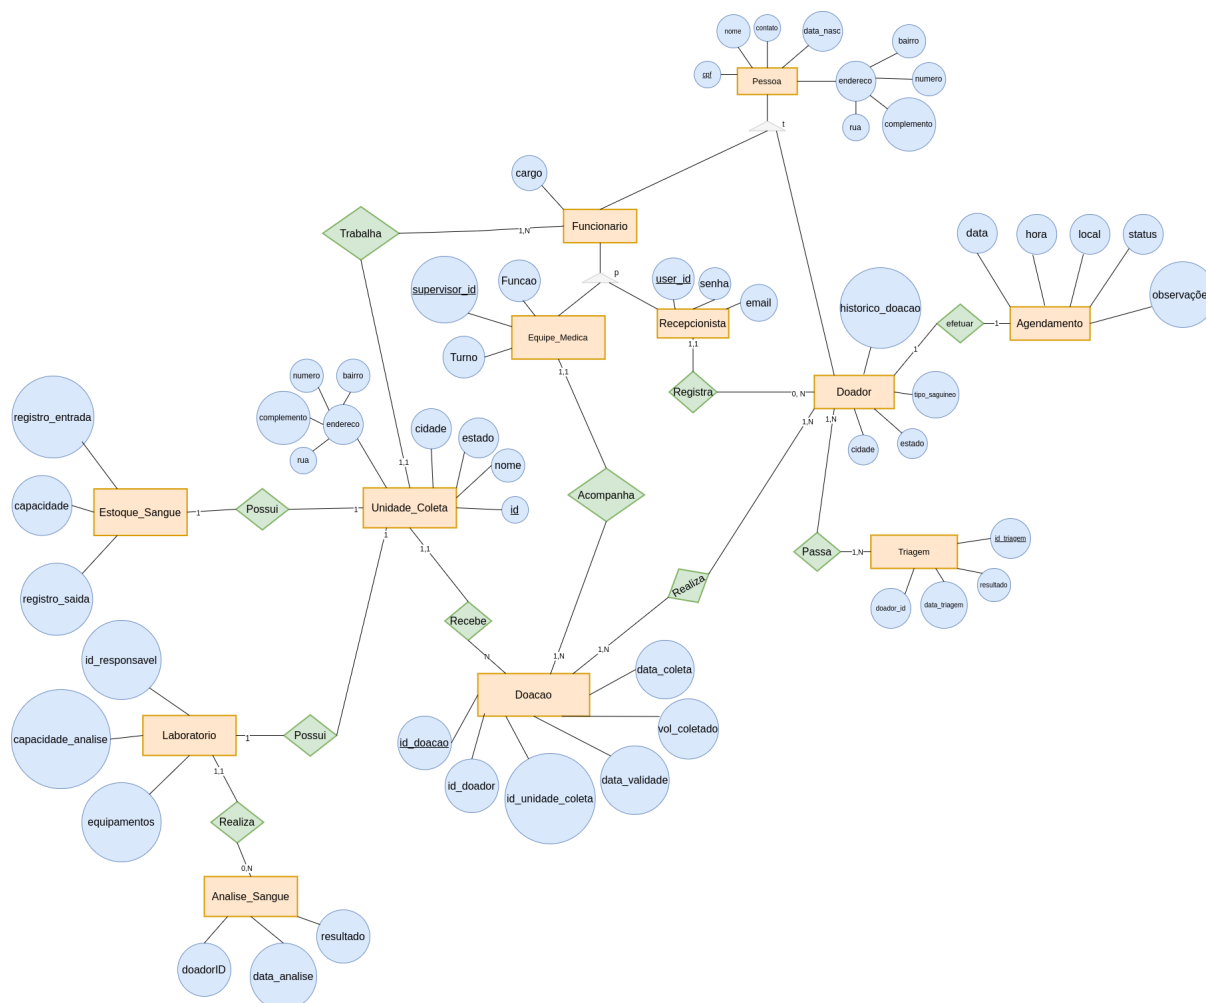 nome
contato
data_nasc
bairro
cpf
Pessoa
endereco
numero
rua
complemento
t
cargo
Trabalha
1,N
Funcionario
p
supervisor_id
Funcao
user_id
senha
email
Turno
Equipe_Medica
Recepcionista
1,1
1,1
Registra
0, N
data
hora
local
status
observaçõe
historico_doacao
efetuar
1
Agendamento
1
Doador
tipo_saguineo
1,N
1,N
cidade
estado
registro_entrada
capacidade
Estoque_Sangue
registro_saida
1
Possui
1
numero
bairro
complemento
endereco
rua
cidade
estado
nome
id
1,1
Unidade_Coleta
1
1,1
Acompanha
Passa
1,N
Triagem
id_triagem
resultado
data_triagem
doador_id
Realiza
1,N
Recebe
N
1,N
Doacao
data_coleta
vol_coletado
data_validade
id_unidade_coleta
id_doador
id_doacao
id_responsavel
capacidade_analise
Laboratorio
1
Possui
equipamentos
1,1
Realiza
0,N
Analise_Sangue
resultado
doadorID
data_analise